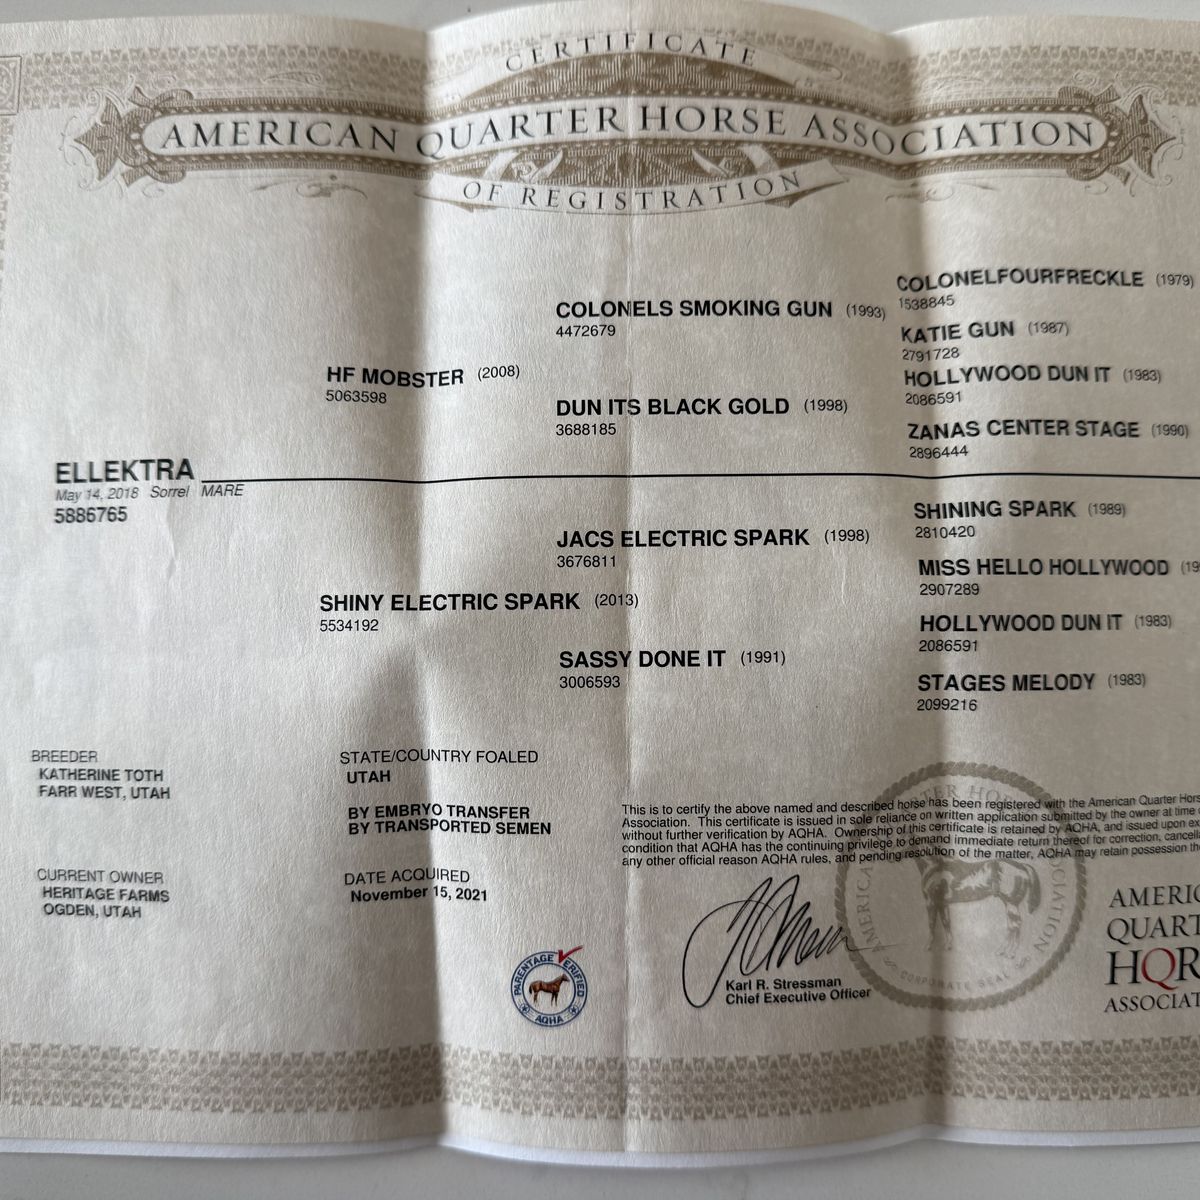 CERTIFICATE
AMERICAN QUARTER HORSE ASSOCIATION
OF REGISTRATION
COLONELFOURFRECKLE (1979)
1538845
COLONELS SMOKING GUN (1993)
4472679
KATIE GUN (1987)
2791728
HF MOBSTER (2008)
5063598
HOLLYWOOD DUN IT (1983)
2086591
DUN ITS BLACK GOLD (1998)
3688185
ZANAS CENTER STAGE (1990)
2896444
ELLEKTRA
May 14, 2018 Sorrel MARE
5886765
SHINING SPARK (1989)
2810420
JACS ELECTRIC SPARK (1998)
3676811
MISS HELLO HOLLYWOOD (19
2907289
SHINY ELECTRIC SPARK (2013)
5534192
HOLLYWOOD DUN IT (1983)
2086591
SASSY DONE IT (1991)
3006593
STAGES MELODY (1983)
2099216
BREEDER
KATHERINE TOTH
FARR WEST, UTAH
STATE/COUNTRY FOALED
UTAH
BY EMBRYO TRANSFER
BY TRANSPORTED SEMEN
CURRENT OWNER
HERITAGE FARMS
OGDEN, UTAH
DATE ACQUIRED
November 15, 2021
This is to certify the above named and described horse has been registered with the American Quarter Hors
Association. This certificate is issued in sole reliance on written application submitted by the owner at time
without further verification by AQHA. Ownership of this certificate is retained by AQHA, and issued upon ex
condition that AQHA has the continuing privilege to demand immediate return thereof for correction, cancell
any other official reason AQHA rules, and pending resolution of the matter, AQHA may retain possession th
PARENTAGE VERIFIED
AQHA
Karl R. Stressman
Chief Executive Officer
AMERICAN QUARTER HORSE ASSOCIATION
CORPORATE SEAL
AMERIC
QUART
HQR
ASSOCIAT